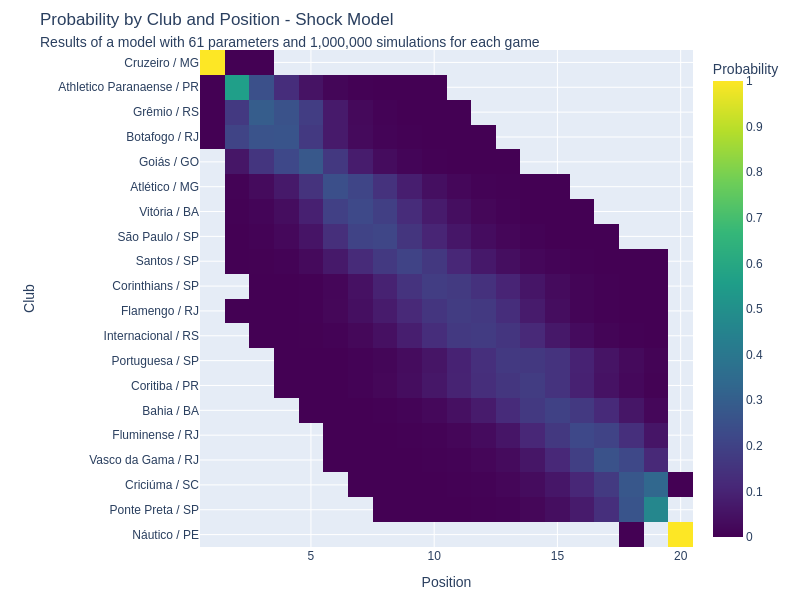 Probability by Club and Position - Shock Model
Results of a model with 61 parameters and 1,000,000 simulations for each game
Cruzeiro / MG
Athletico Paranaense / PR
Grêmio / RS
Botafogo / RJ
Goiás / GO
Atlético / MG
Vitória / BA
São Paulo / SP
Santos / SP
Corinthians / SP
Flamengo / RJ
Internacional / RS
Portuguesa / SP
Coritiba / PR
Bahia / BA
Fluminense / RJ
Vasco da Gama / RJ
Criciúma / SC
Ponte Preta / SP
Náutico / PE
Club
5
10
15
20
Position
Probability
1
0.9
0.8
0.7
0.6
0.5
0.4
0.3
0.2
0.1
0